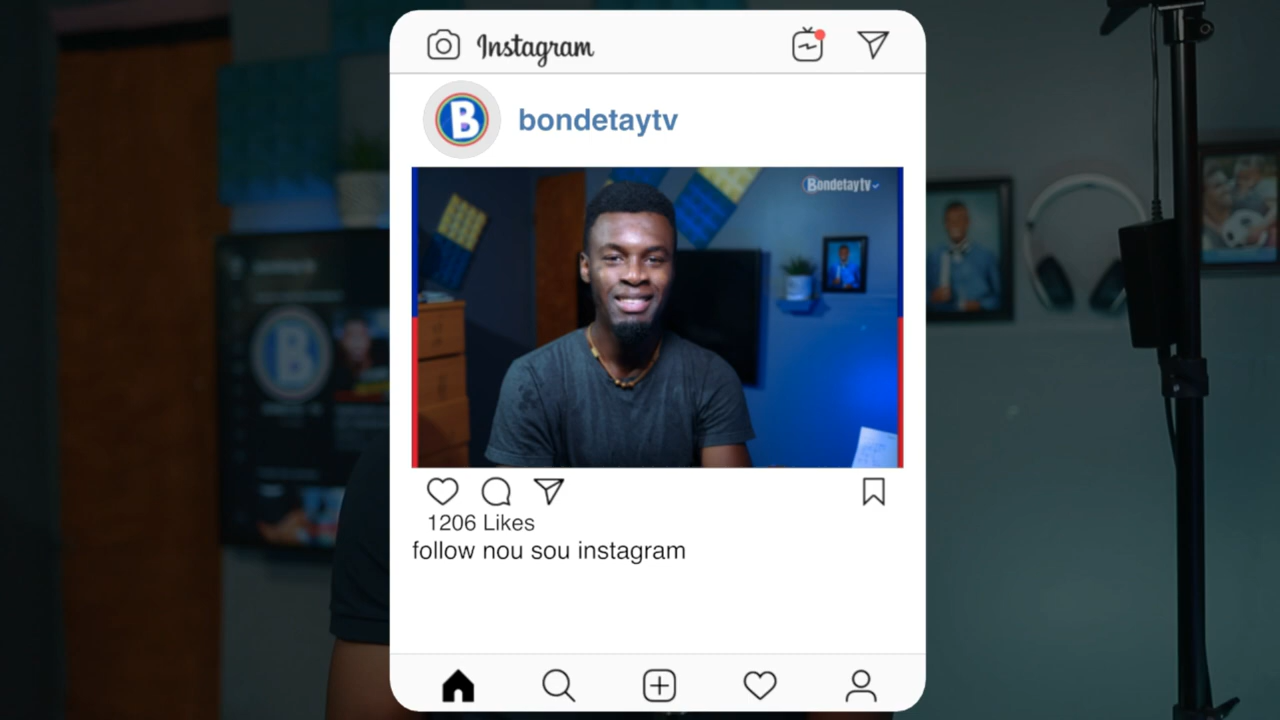 Instagram
B
bondetaytv
Bondetaytv
1206 Likes
follow nou sou instagram
B